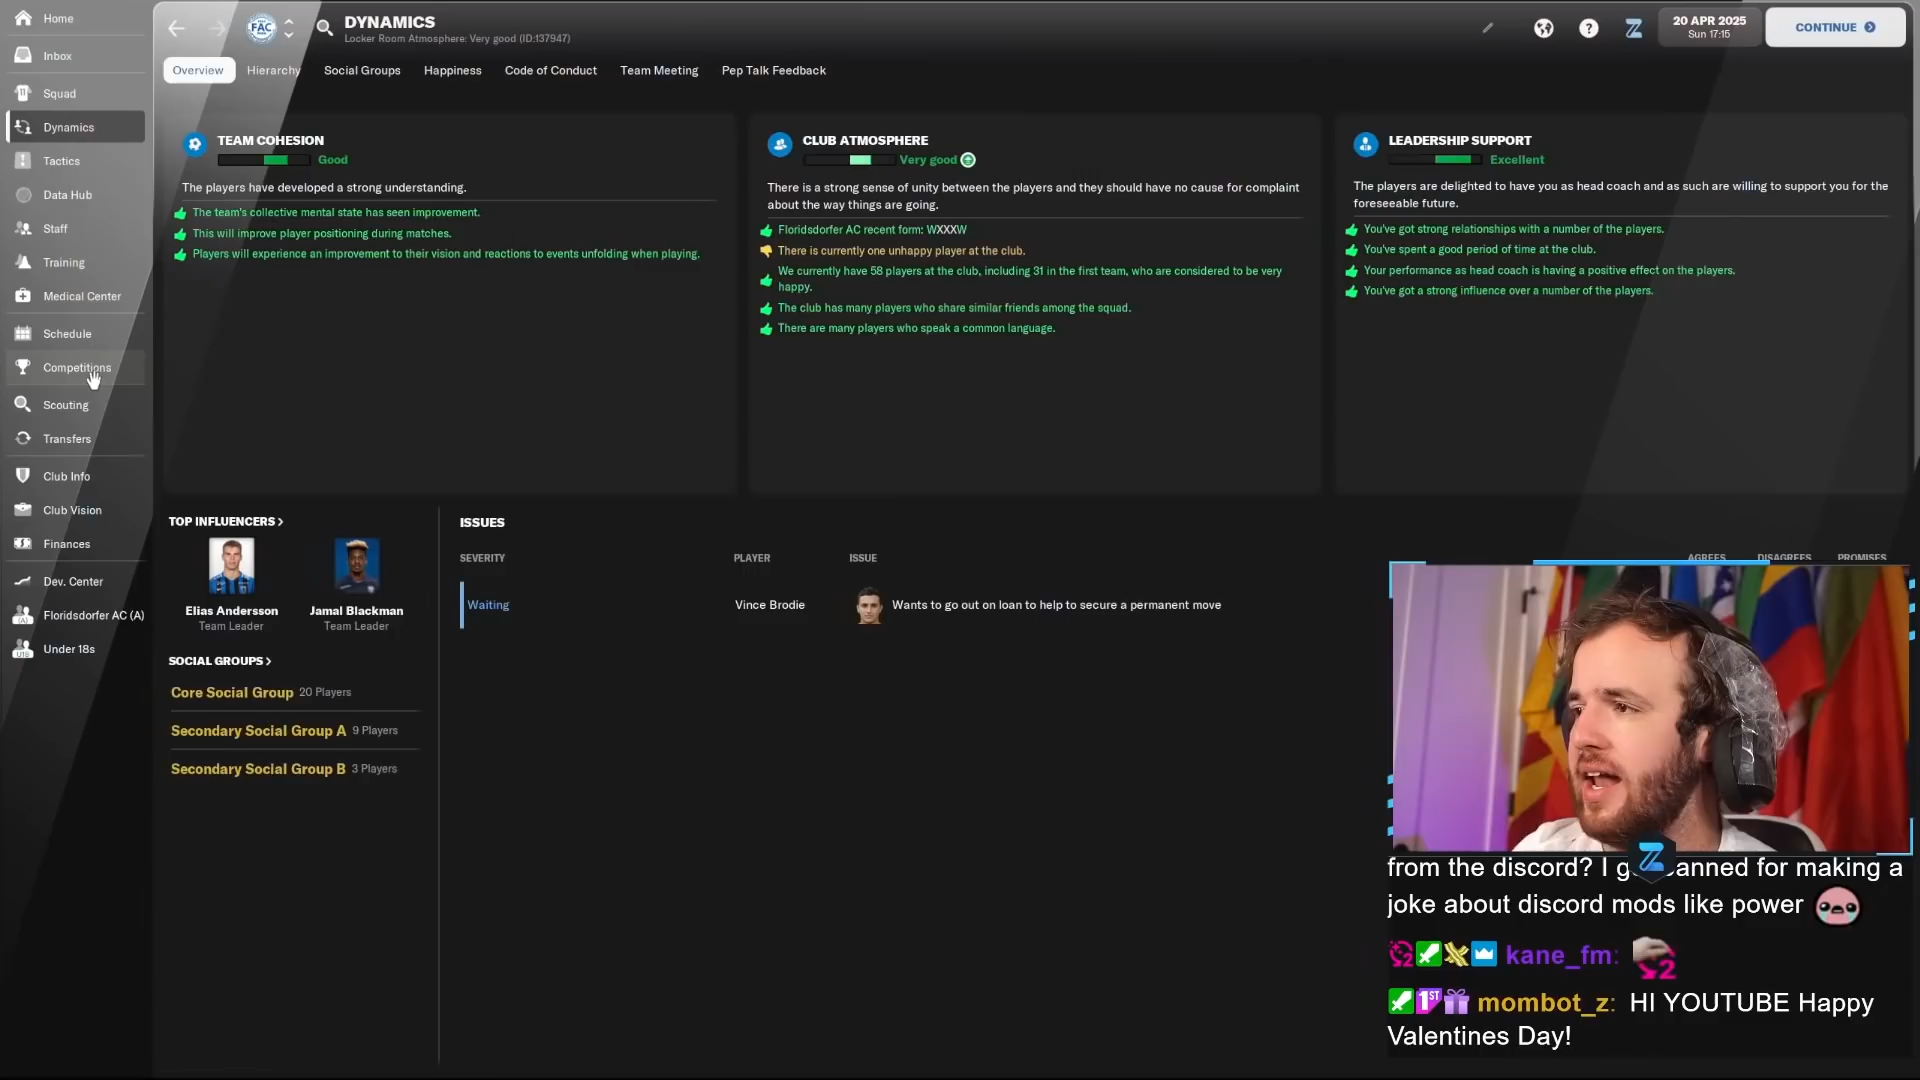 Home
Inbox
Squad
Dynamics
Tactics
Data Hub
Staff
Training
Medical Center
Schedule
Competitions
Scouting
Transfers
Club Info
Club Vision
Finances
Dev. Center
Floridsdorfer AC (A)
Under 18s
FAC
DYNAMICS
Locker Room Atmosphere: Very good (ID:137947)
20 APR 2025
Sun 17:15
CONTINUE
Overview
Hierarchy
Social Groups
Happiness
Code of Conduct
Team Meeting
Pep Talk Feedback
TEAM COHESION
Good
The players have developed a strong understanding.
The team's collective mental state has seen improvement.
This will improve player positioning during matches.
Players will experience an improvement to their vision and reactions to events unfolding when playing.
CLUB ATMOSPHERE
Very good
There is a strong sense of unity between the players and they should have no cause for complaint
about the way things are going.
Floridsdorfer AC recent form: WXXXW
There is currently one unhappy player at the club.
We currently have 58 players at the club, including 31 in the first team, who are considered to be very
happy.
The club has many players who share similar friends among the squad.
There are many players who speak a common language.
LEADERSHIP SUPPORT
Excellent
The players are delighted to have you as head coach and as such are willing to support you for the
foreseeable future.
You've got strong relationships with a number of the players.
You've spent a good period of time at the club.
Your performance as head coach is having a positive effect on the players.
You've got a strong influence over a number of the players.
TOP INFLUENCERS >
Elias Andersson
Team Leader
Jamal Blackman
Team Leader
SOCIAL GROUPS >
Core Social Group 20 Players
Secondary Social Group A 9 Players
Secondary Social Group B 3 Players
ISSUES
SEVERITY
PLAYER
ISSUE
AGREES
DISAGREES
PROMISES
Waiting
Vince Brodie
Wants to go out on loan to help to secure a permanent move
from the discord? I anned for making a
joke about discord mods like power
kane_fm:
2
1ST mombot_z: HI YOUTUBE Happy
Valentines Day!